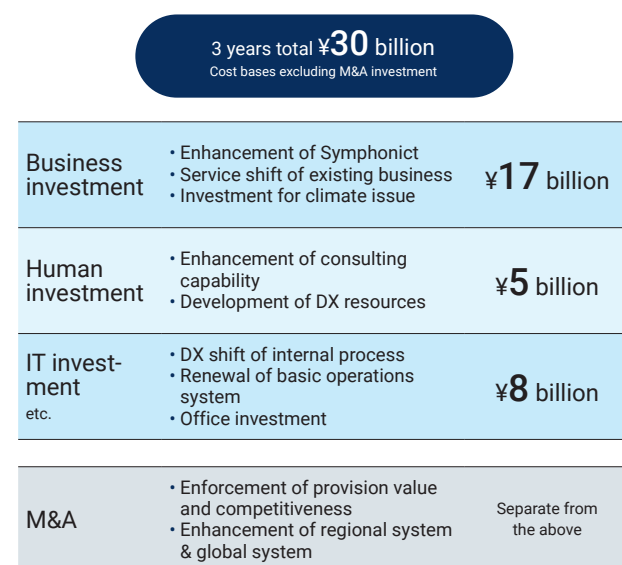 3 years total ¥30 billion
Cost bases excluding M&A investment
Business
investment
• Enhancement of Symphonict
• Service shift of existing business
• Investment for climate issue
¥17 billion
Human
investment
• Enhancement of consulting
capability
• Development of DX resources
¥5 billion
IT invest-
ment
etc.
• DX shift of internal process
• Renewal of basic operations
system
• Office investment
¥8 billion
M&A
• Enforcement of provision value
and competitiveness
• Enhancement of regional system
& global system
Separate from
the above